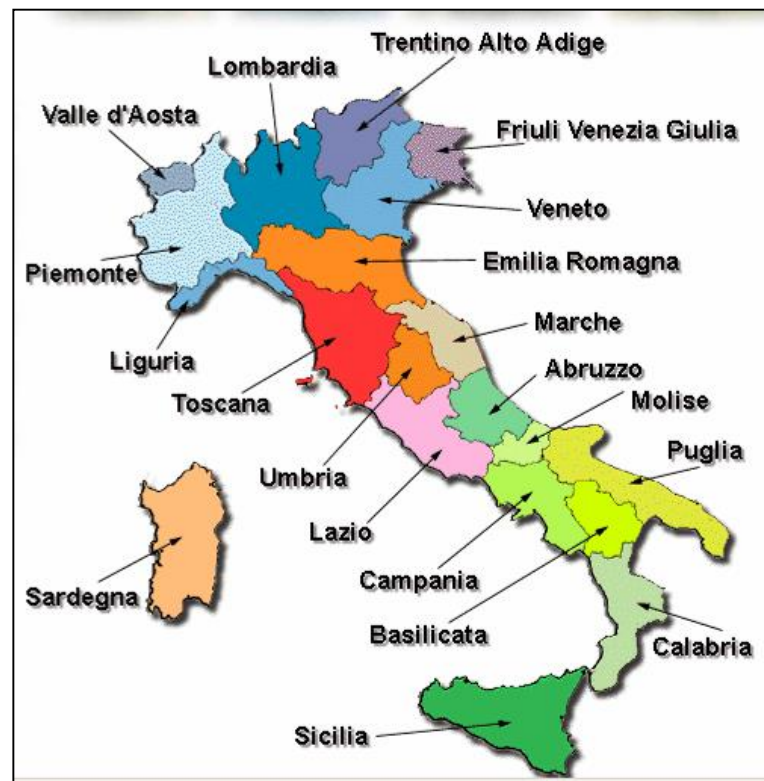 Trentino Alto Adige
Lombardia
Valle d'Aosta
Friuli Venezia Giulia
Veneto
Emilia Romagna
Piemonte
Marche
Liguria
Abruzzo
Toscana
Molise
Puglia
Umbria
Lazio
Campania
Sardegna
Basilicata
Calabria
Sicilia